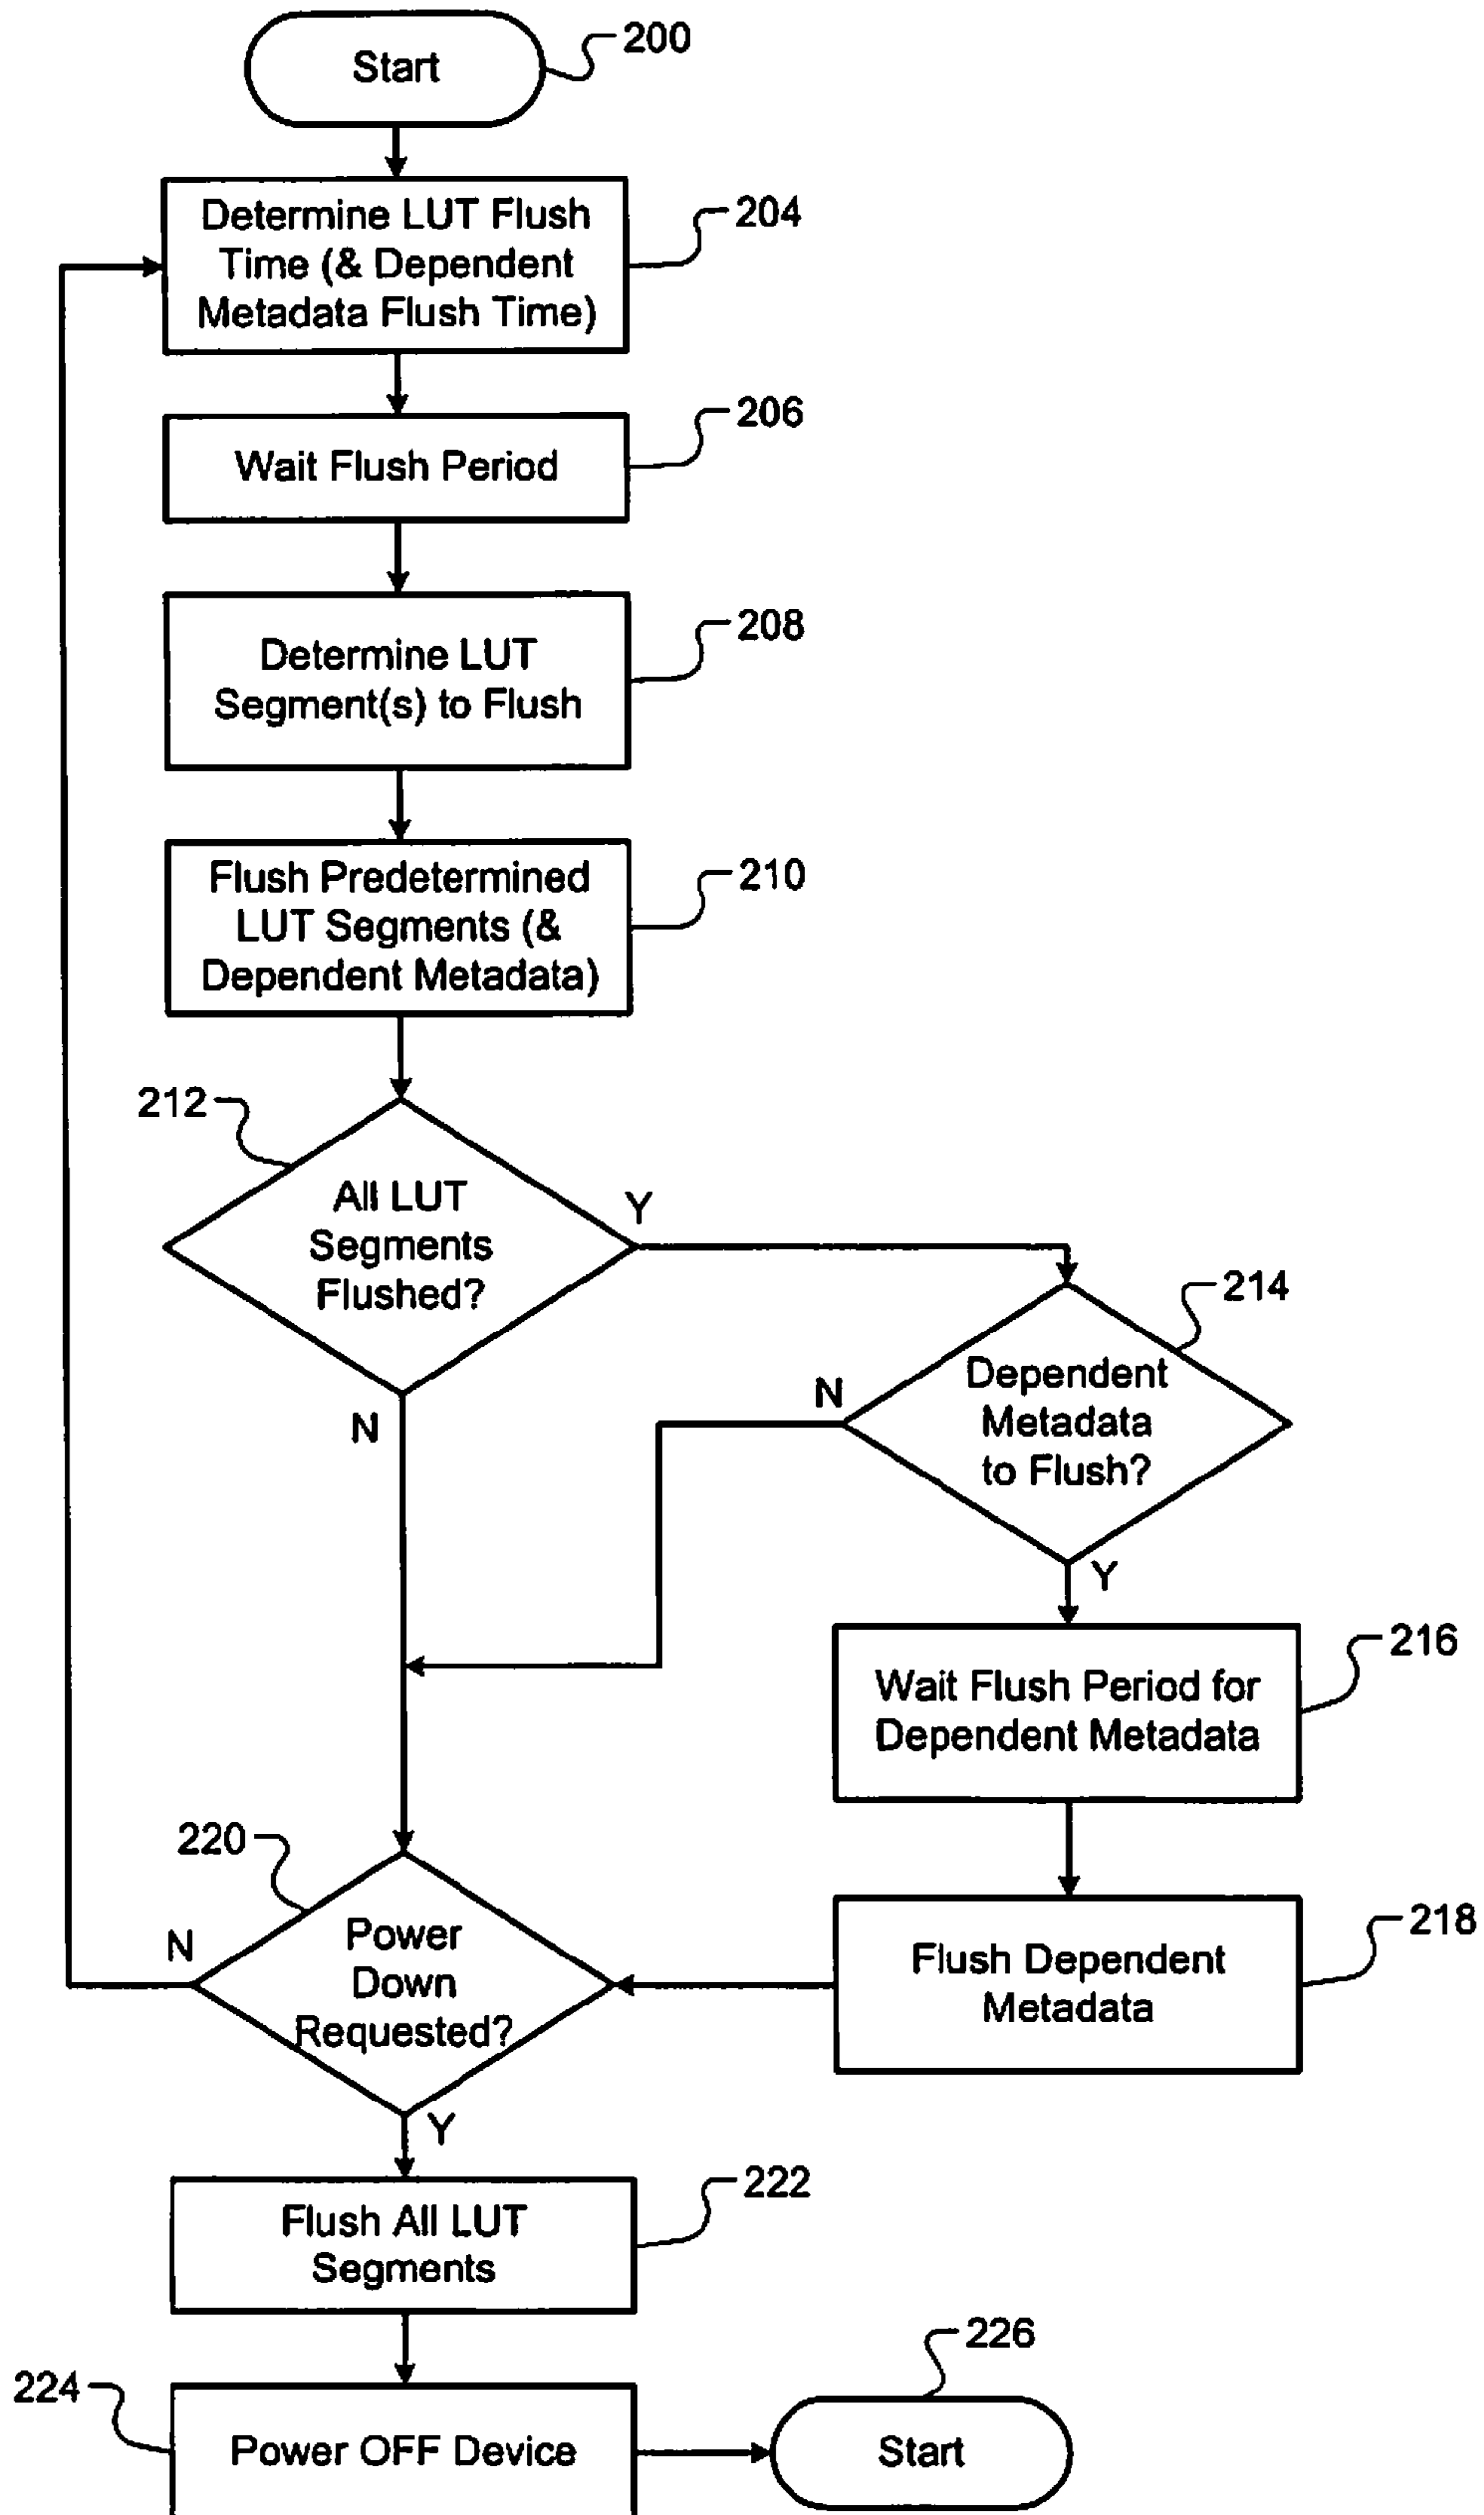 Start
200
Determine LUT Flush
Time (& Dependent
Metadata Flush Time)
204
Wait Flush Period
206
Determine LUT
Segment(s) to Flush
208
Flush Predetermined
LUT Segments (&
Dependent Metadata)
210
212
All LUT
Segments
Flushed?
Y
N
214
Dependent
Metadata
to Flush?
N
Y
Wait Flush Period for
Dependent Metadata
216
Flush Dependent
Metadata
218
220
Power
Down
Requested?
N
Y
Flush All LUT
Segments
222
224
Power OFF Device
226
Start